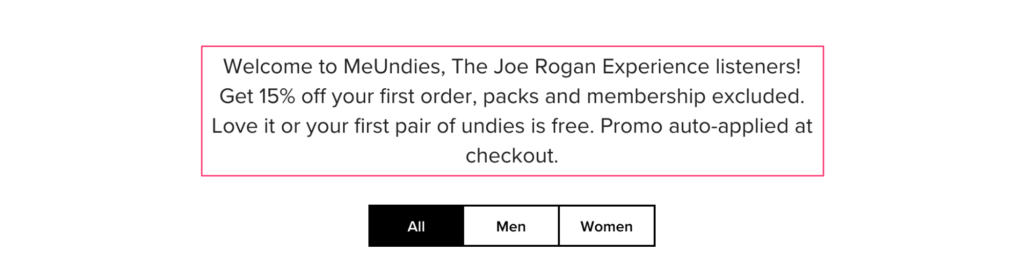 Welcome to MeUndies, The Joe Rogan Experience listeners!
Get 15% off your first order, packs and membership excluded.
Love it or your first pair of undies is free. Promo auto-applied at
checkout.
All Men Women